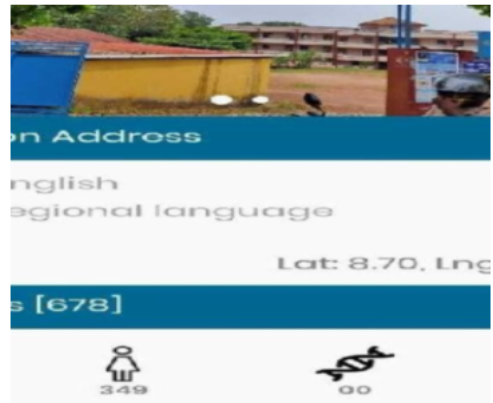 on Address
nglish
egional language
Lat: 8.70, Lng
s [678]
349 00